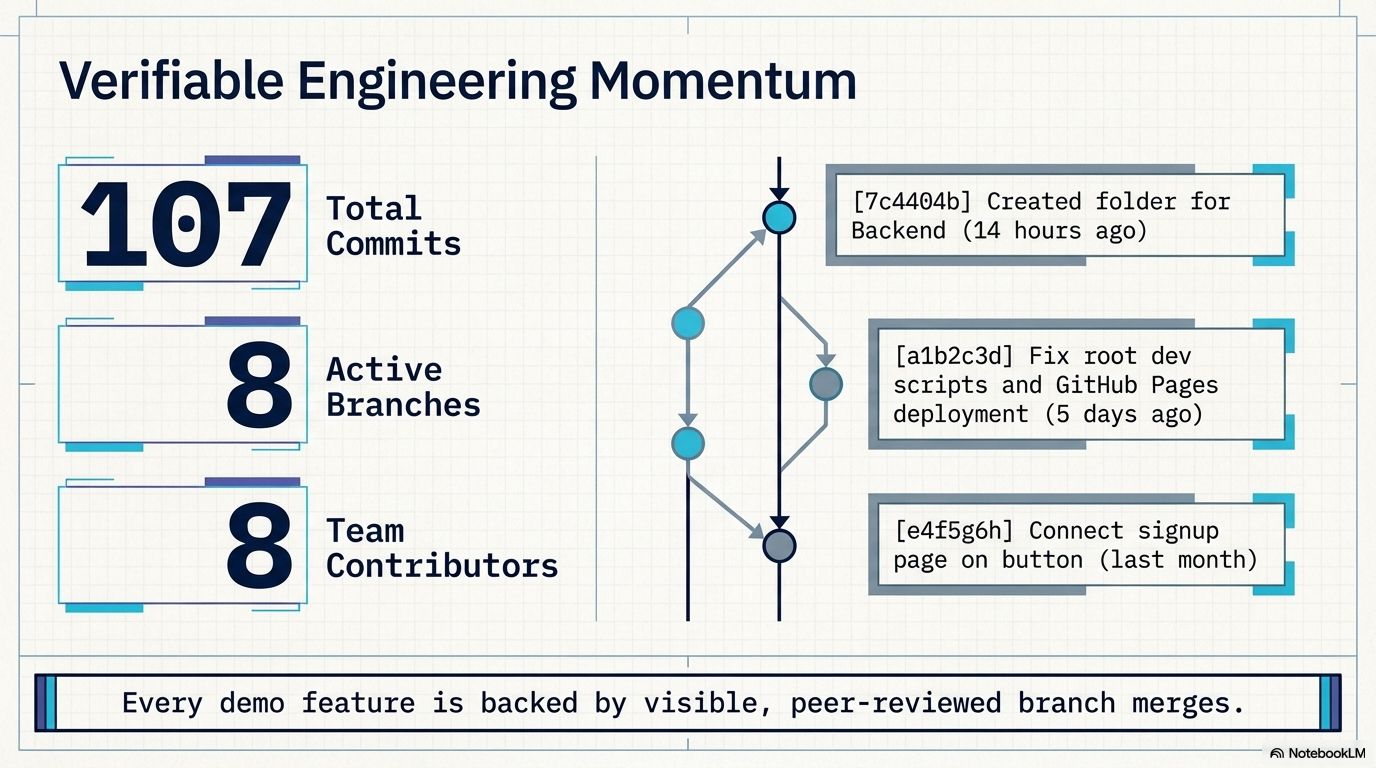 Verifiable Engineering Momentum
107
Total
Commits
8
Active
Branches
8
Team
Contributors
[7c4404b] Created folder for
Backend (14 hours ago)
[a1b2c3d] Fix root dev
scripts and GitHub Pages
deployment (5 days ago)
[e4f5g6h] Connect signup
page on button (last month)
Every demo feature is backed by visible, peer-reviewed branch merges.
NotebookLM